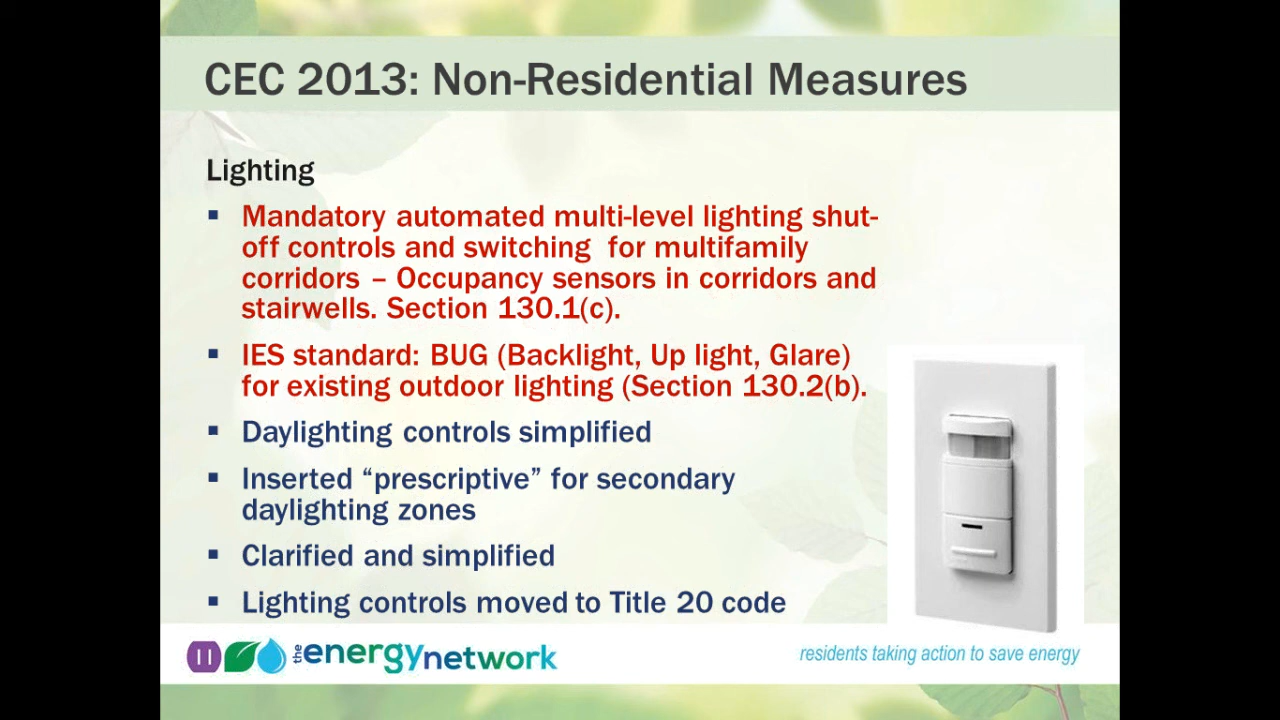 CEC 2013: Non-Residential Measures
Lighting
▪ Mandatory automated multi-level lighting shut-
off controls and switching for multifamily
corridors – Occupancy sensors in corridors and
stairwells. Section 130.1(c).
▪ IES standard: BUG (Backlight, Up light, Glare)
for existing outdoor lighting (Section 130.2(b).
▪ Daylighting controls simplified
▪ Inserted “prescriptive” for secondary
daylighting zones
▪ Clarified and simplified
▪ Lighting controls moved to Title 20 code
the energynetwork
residents taking action to save energy